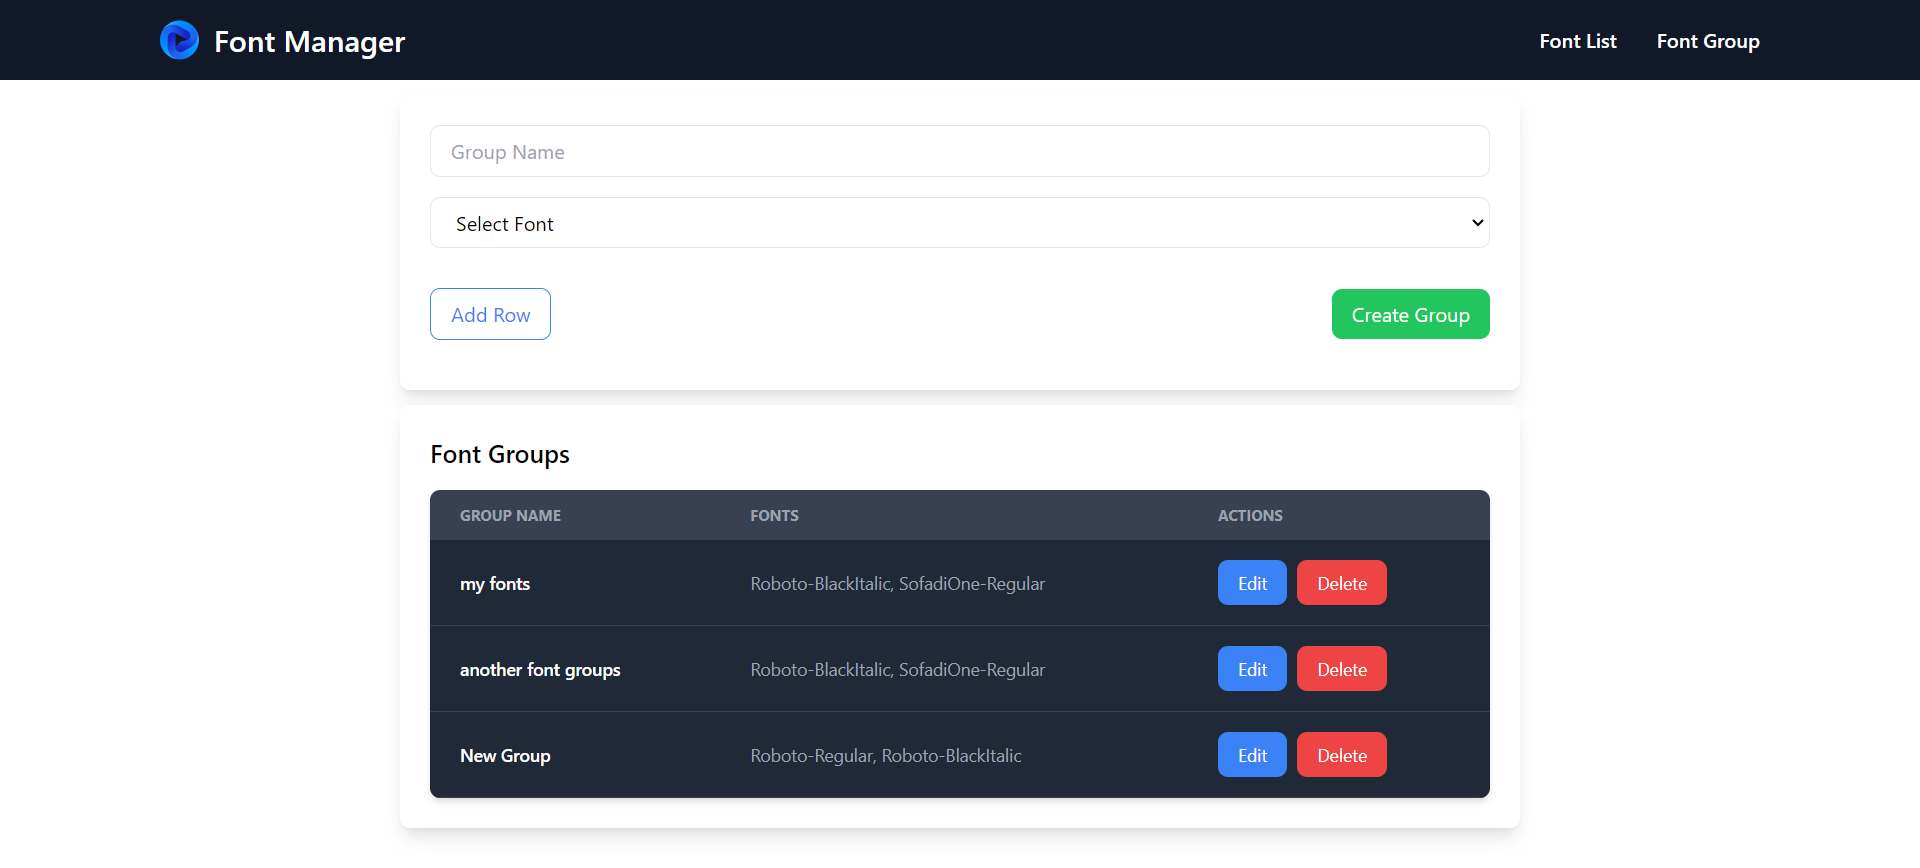 Font Manager
Font List
Font Group
Group Name
Select Font
Add Row
Create Group
Font Groups
GROUP NAME FONTS ACTIONS
my fonts Roboto-BlackItalic, SofadiOne-Regular Edit Delete
another font groups Roboto-BlackItalic, SofadiOne-Regular Edit Delete
New Group Roboto-Regular, Roboto-BlackItalic Edit Delete